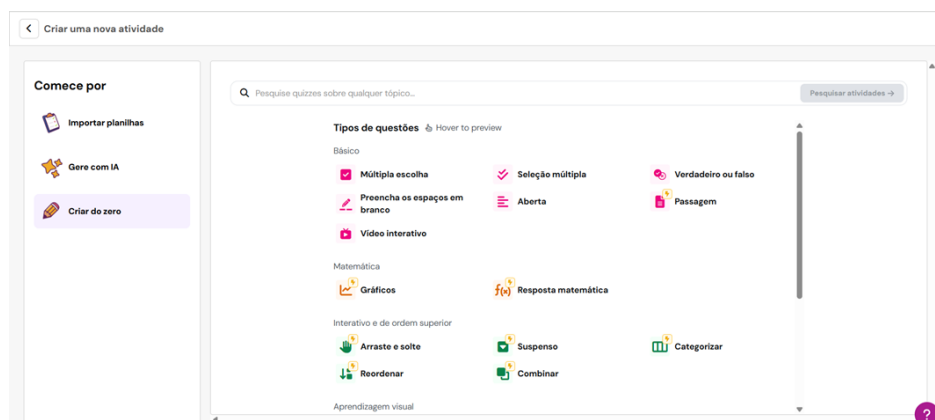 Criar uma nova atividade
Comece por
Importar planilhas
Gere com IA
Criar do zero
Pesquise quizzes sobre qualquer tópico...
Pesquisar atividades →
Tipos de questões Hover to preview
Básico
Múltipla escolha
Seleção múltipla
Verdadeiro ou falso
Preencha os espaços em
branco
Aberta
Passagem
Vídeo interativo
Matemática
Gráficos
f(x) Resposta matemática
Interativo e de ordem superior
Arraste e solte
Suspenso
Categorizar
Reordenar
Combinar
Aprendizagem visual
?